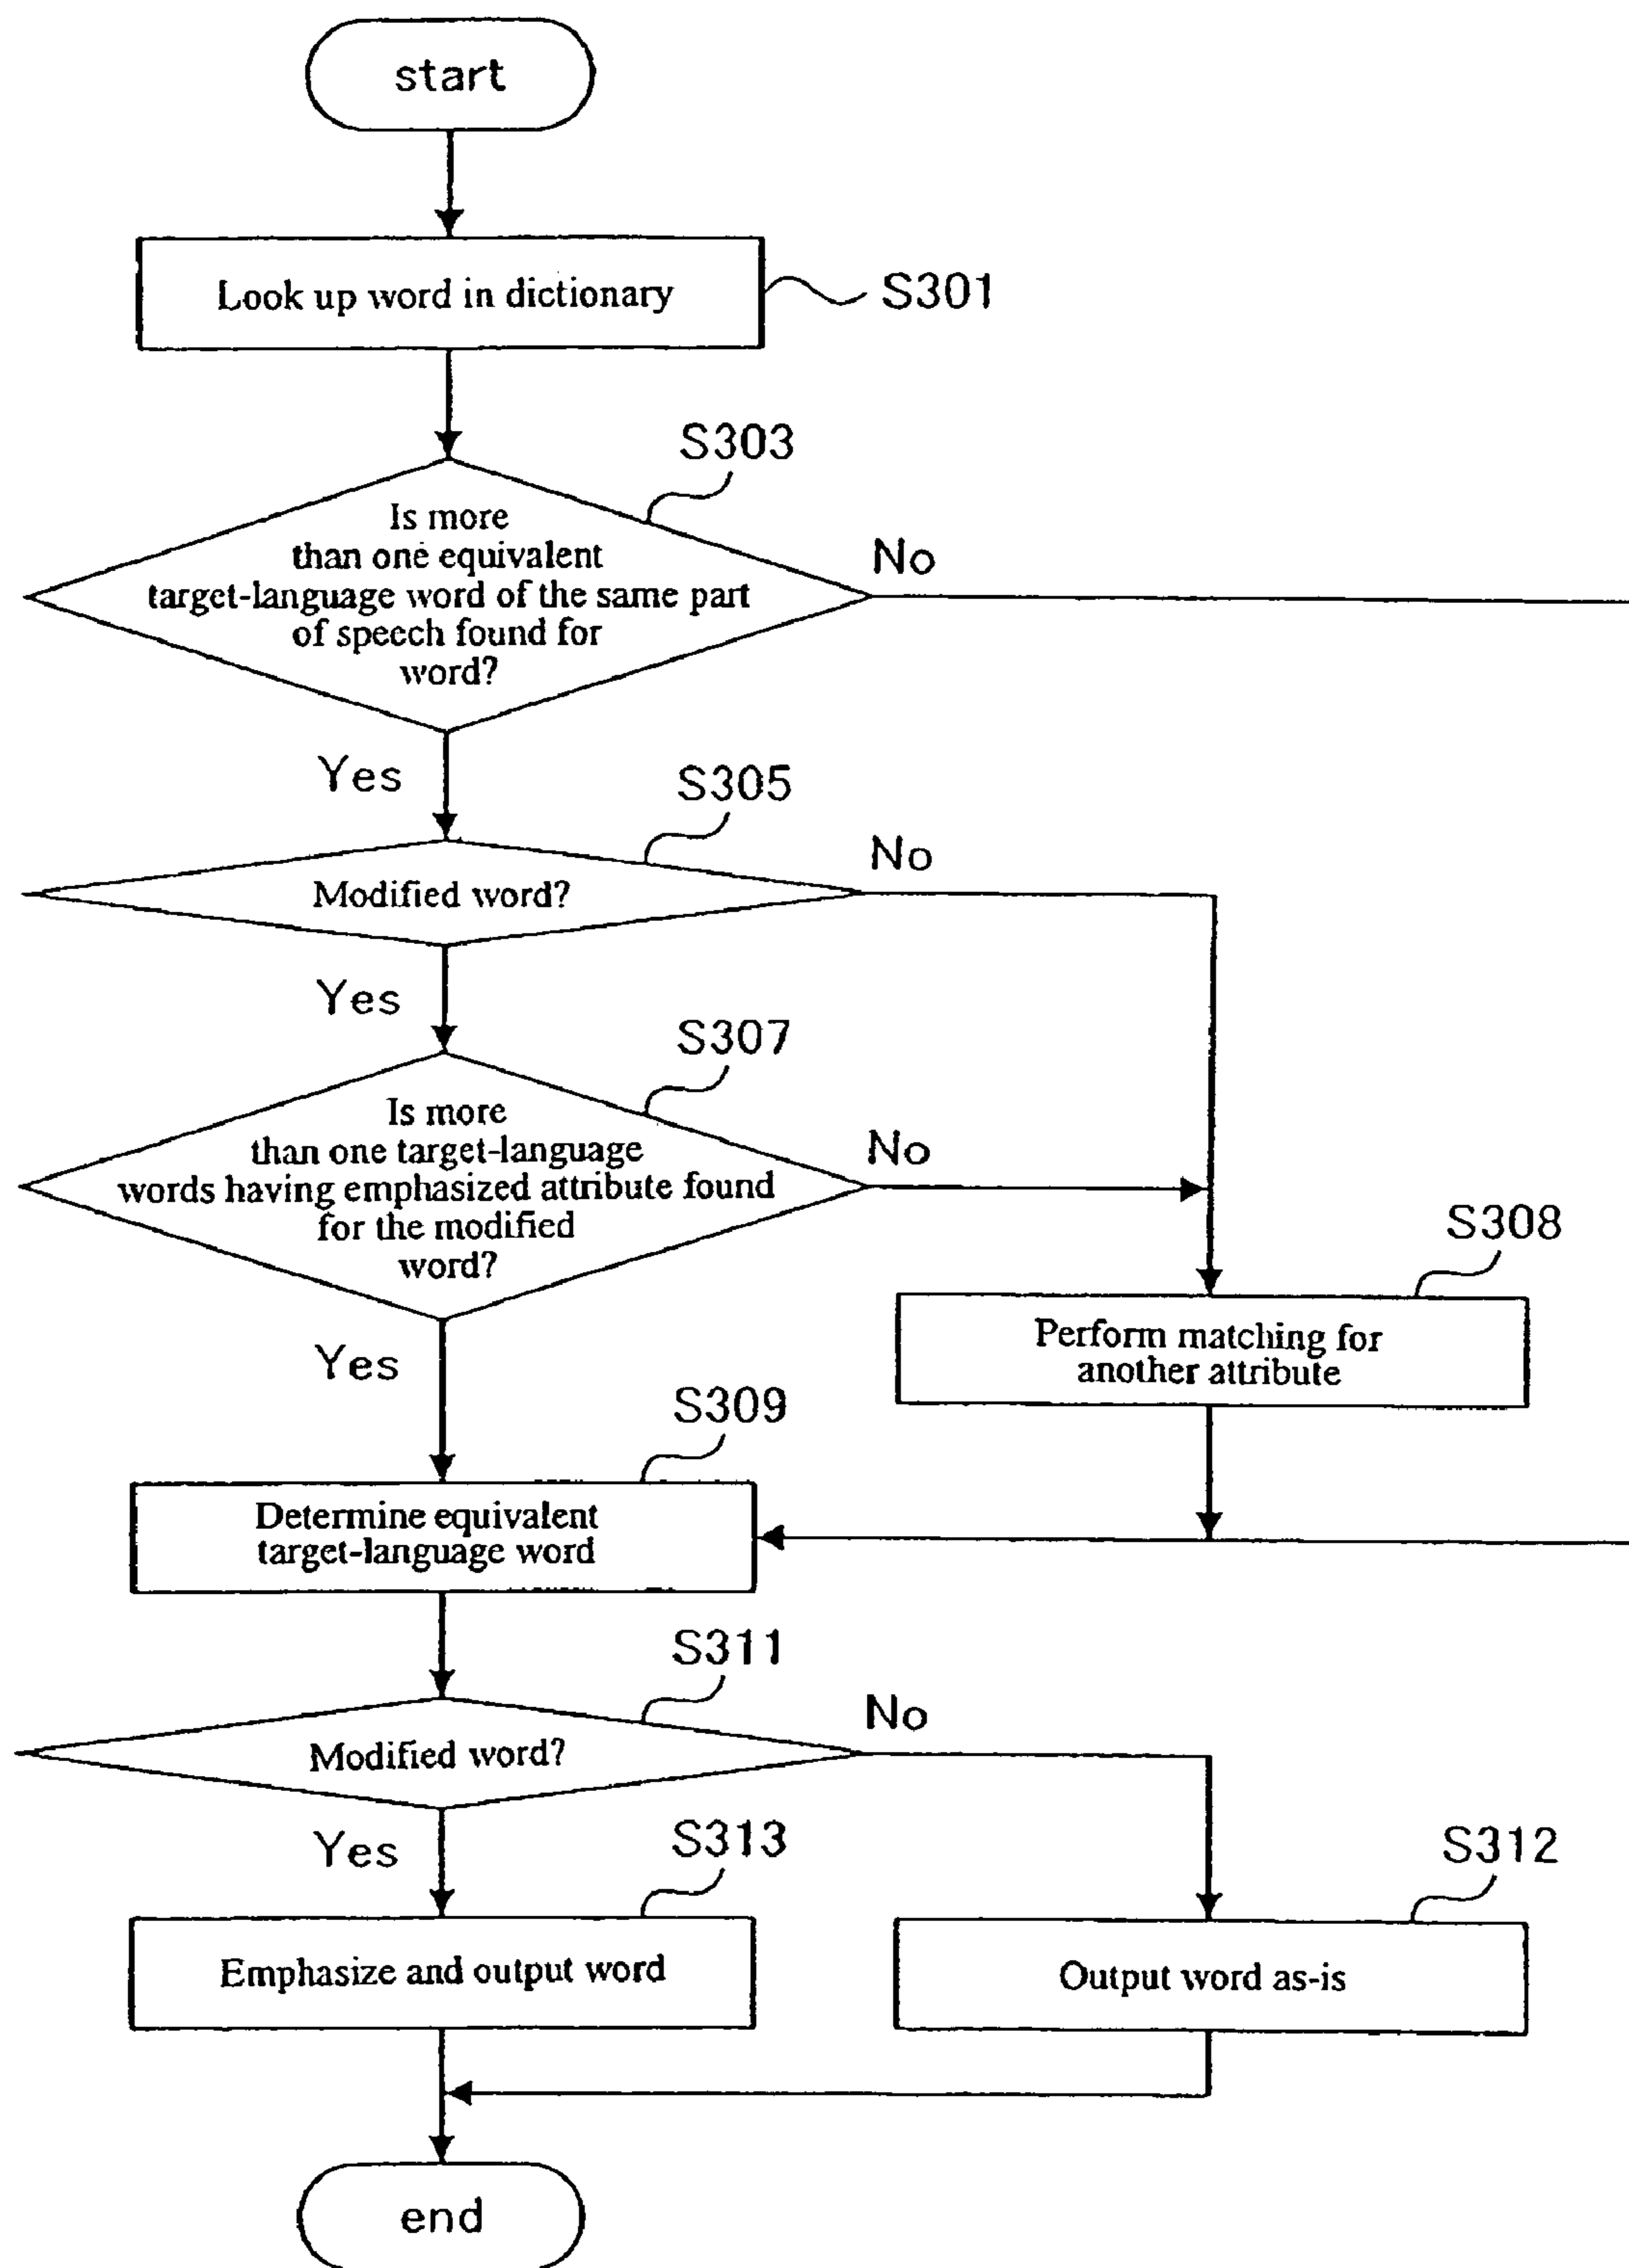 start
Look up word in dictionary
S301
S303
Is more
than one equivalent
target-language word of the same part
of speech found for
word?
No
Yes
S305
Modified word?
No
Yes
S307
Is more
than one target-language
words having emphasized attribute found
for the modified
word?
No
Yes
S308
Perform matching for
another attribute
S309
Determine equivalent
target-language word
S311
Modified word?
No
Yes
S313
Emphasize and output word
S312
Output word as-is
end